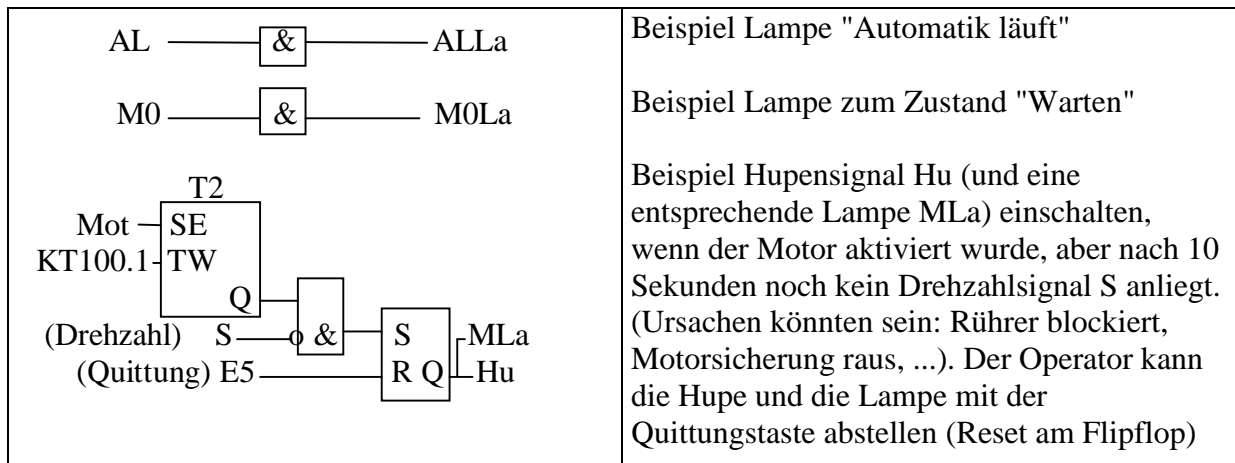 AL & ALLa
M0 & M0La
T2
Mot SE
KT100.1 TW
Q
(Drehzahl) S o & S MLa
(Quittung) E5 R Q Hu
Beispiel Lampe "Automatik läuft"
Beispiel Lampe zum Zustand "Warten"
Beispiel Hupensignal Hu (und eine
entsprechende Lampe MLa) einschalten,
wenn der Motor aktiviert wurde, aber nach 10
Sekunden noch kein Drehzahlsignal S anliegt.
(Ursachen könnten sein: Rührer blockiert,
Motorsicherung raus, ...). Der Operator kann
die Hupe und die Lampe mit der
Quittungstaste abstellen (Reset am Flipflop)